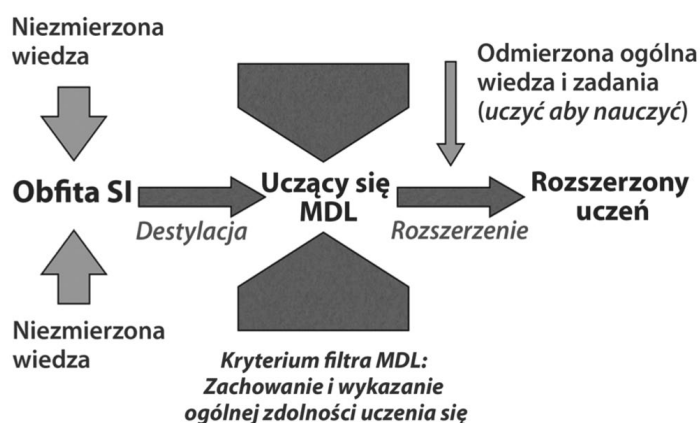 Niezmierzona
wiedza
Odmierzona ogólna
wiedza i zadania
(uczyć aby nauczyć)
Obfita SI
Destylacja
Uczący się
MDL
Rozszerzenie
Rozszerzony
uczeń
Niezmierzona
wiedza
Kryterium filtra MDL:
Zachowanie i wykazanie
ogólnej zdolności uczenia się